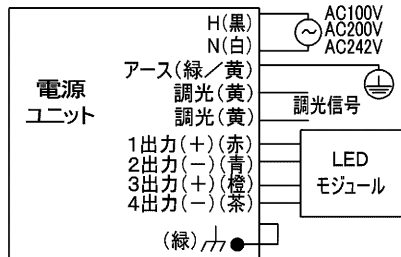 電源
ユニット
H(黒)
N(白)
アース(緑／黄)
調光(黄)
調光(黄)
1出力(＋)(赤)
2出力(－)(青)
3出力(＋)(橙)
4出力(－)(茶)
(緑)
AC100V
AC200V
AC242V
調光信号
LED
モジュール